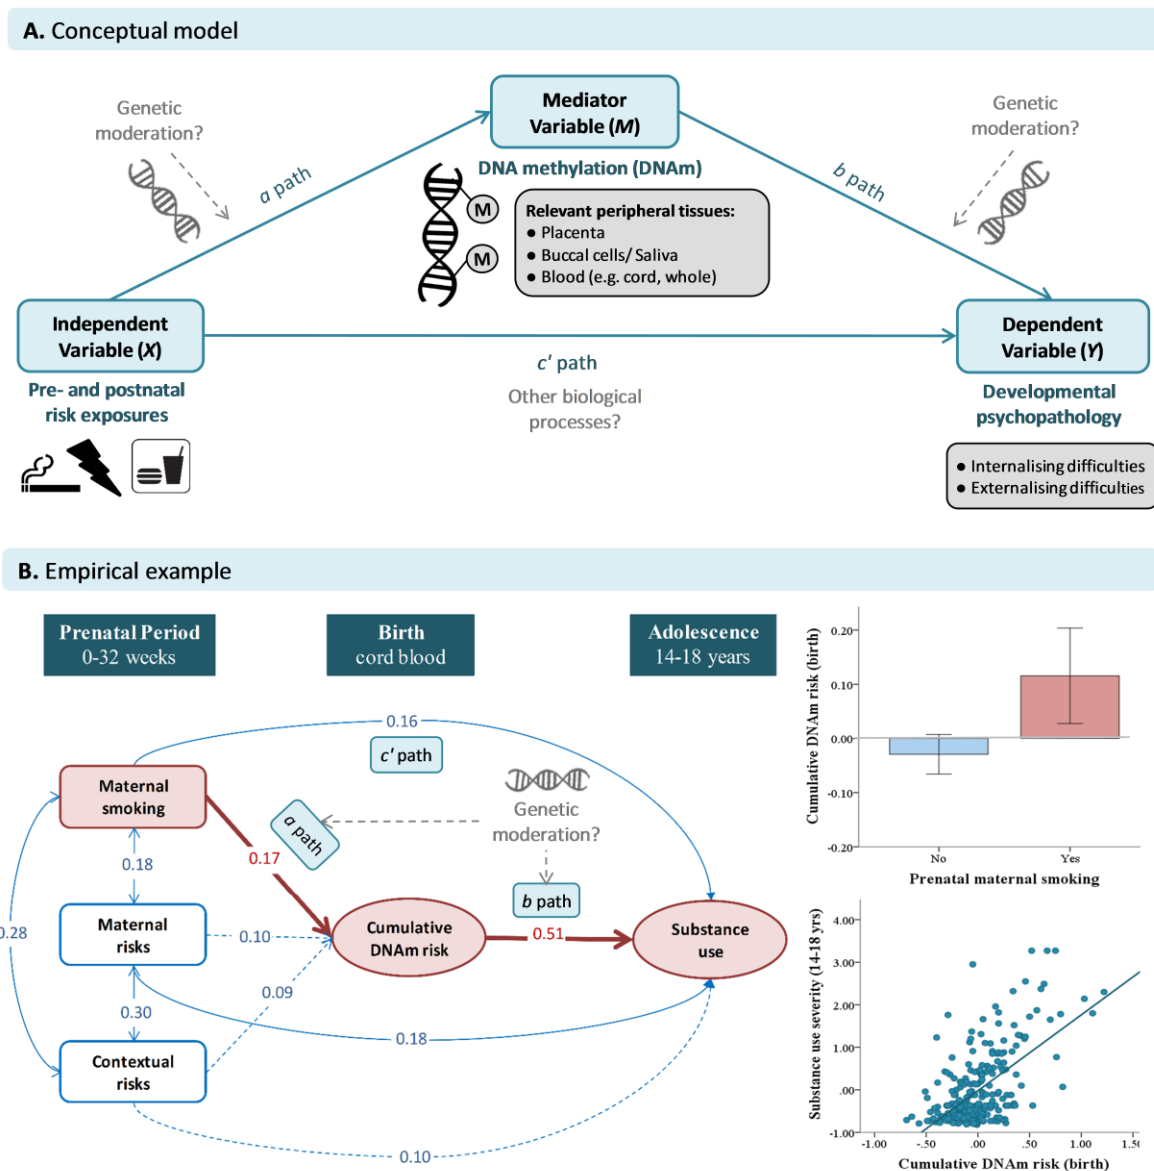 A. Conceptual model
Genetic
moderation?
a path
Mediator
Variable (M)
DNA methylation (DNAm)
M
M
Relevant peripheral tissues:
● Placenta
● Buccal cells/ Saliva
● Blood (e.g. cord, whole)
b path
Genetic
moderation?
Independent
Variable (X)
Pre- and postnatal
risk exposures
c' path
Other biological
processes?
Dependent
Variable (Y)
Developmental
psychopathology
● Internalising difficulties
● Externalising difficulties
B. Empirical example
Prenatal Period
0-32 weeks
Birth
cord blood
Adolescence
14-18 years
0.16
c' path
Maternal
smoking
a path
Genetic
moderation?
0.17
0.18
b path
0.28
Maternal
risks
0.10
Cumulative
DNAm risk
0.51
Substance
use
0.09
0.30
0.18
Contextual
risks
0.10
Cumulative DNAm risk (birth)
0.20
0.10
0.00
-0.10
-0.20
No
Yes
Prenatal maternal smoking
Substance use severity (14-18 yrs)
4.00
3.00
2.00
1.00
.00
-1.00
-1.00
-.50
.00
.50
1.00
1.5
Cumulative DNAm risk (birth)